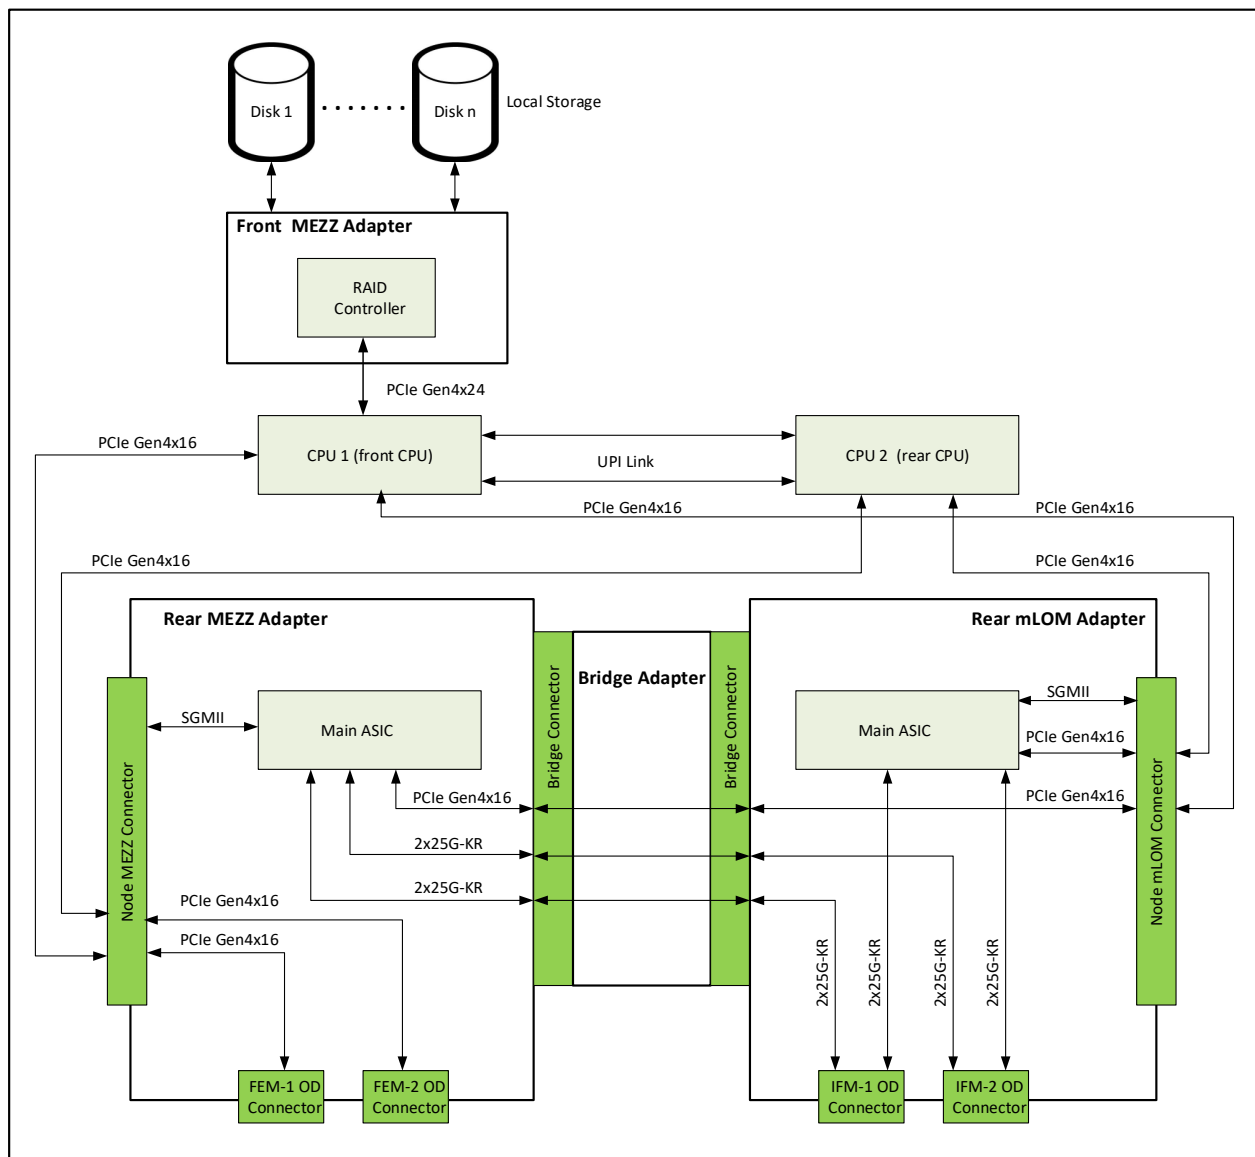 Disk 1
Disk n
Local Storage
Front MEZZ Adapter
RAID
Controller
PCIe Gen4x24
PCIe Gen4x16
CPU 1 (front CPU)
UPI Link
CPU 2 (rear CPU)
PCIe Gen4x16
PCIe Gen4x16
PCIe Gen4x16
PCIe Gen4x16
Rear MEZZ Adapter
Rear mLOM Adapter
Bridge Adapter
Bridge Connector
Bridge Connector
Node MEZZ Connector
Node mLOM Connector
SGMII
Main ASIC
Main ASIC
SGMII
PCIe Gen4x16
PCIe Gen4x16
PCIe Gen4x16
2x25G-KR
2x25G-KR
PCIe Gen4x16
PCIe Gen4x16
2x25G-KR
2x25G-KR
2x25G-KR
2x25G-KR
FEM-1 OD
Connector
FEM-2 OD
Connector
IFM-1 OD
Connector
IFM-2 OD
Connector